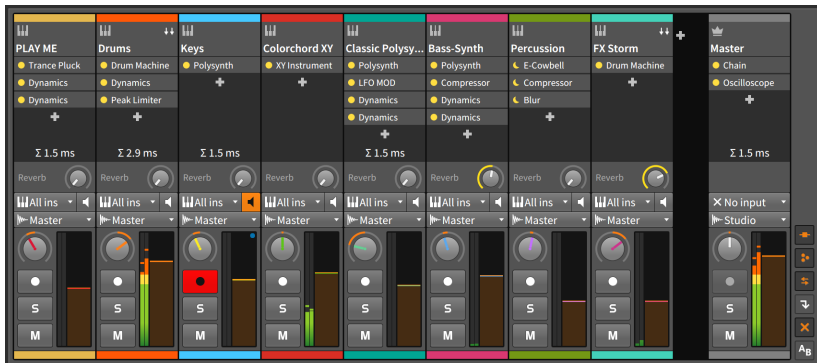 PLAY ME
Drums
Keys
Colorchord XY
Classic Polysy...
Bass-Synth
Percussion
FX Storm
Master
Trance Pluck
Drum Machine
Polysynth
XY Instrument
Polysynth
Polysynth
E-Cowbell
Drum Machine
Chain
Dynamics
Dynamics
LFO MOD
Compressor
Compressor
Oscilloscope
Dynamics
Peak Limiter
Dynamics
Dynamics
Blur
Dynamics
Dynamics
Σ 1.5 ms
Σ 2.9 ms
Σ 1.5 ms
Σ 1.5 ms
Σ 1.5 ms
Reverb
Reverb
Reverb
Reverb
Reverb
Reverb
Reverb
Reverb
All ins
All ins
All ins
All ins
All ins
All ins
All ins
All ins
No input
Master
Master
Master
Master
Master
Master
Master
Master
Studio
S
S
S
S
S
S
S
S
S
M
M
M
M
M
M
M
M
M
AB